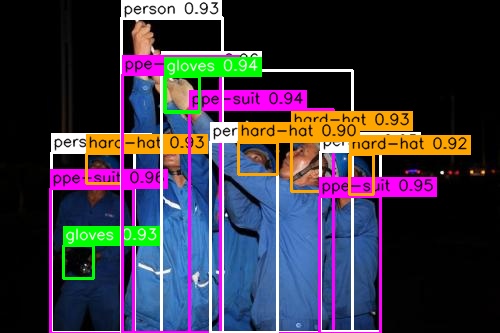 person 0.93
gloves 0.94
ppe-suit 0.94
hard-hat 0.93
hard-hat 0.90
hard-hat 0.93
hard-hat 0.92
ppe-suit 0.96
ppe-suit 0.95
gloves 0.93